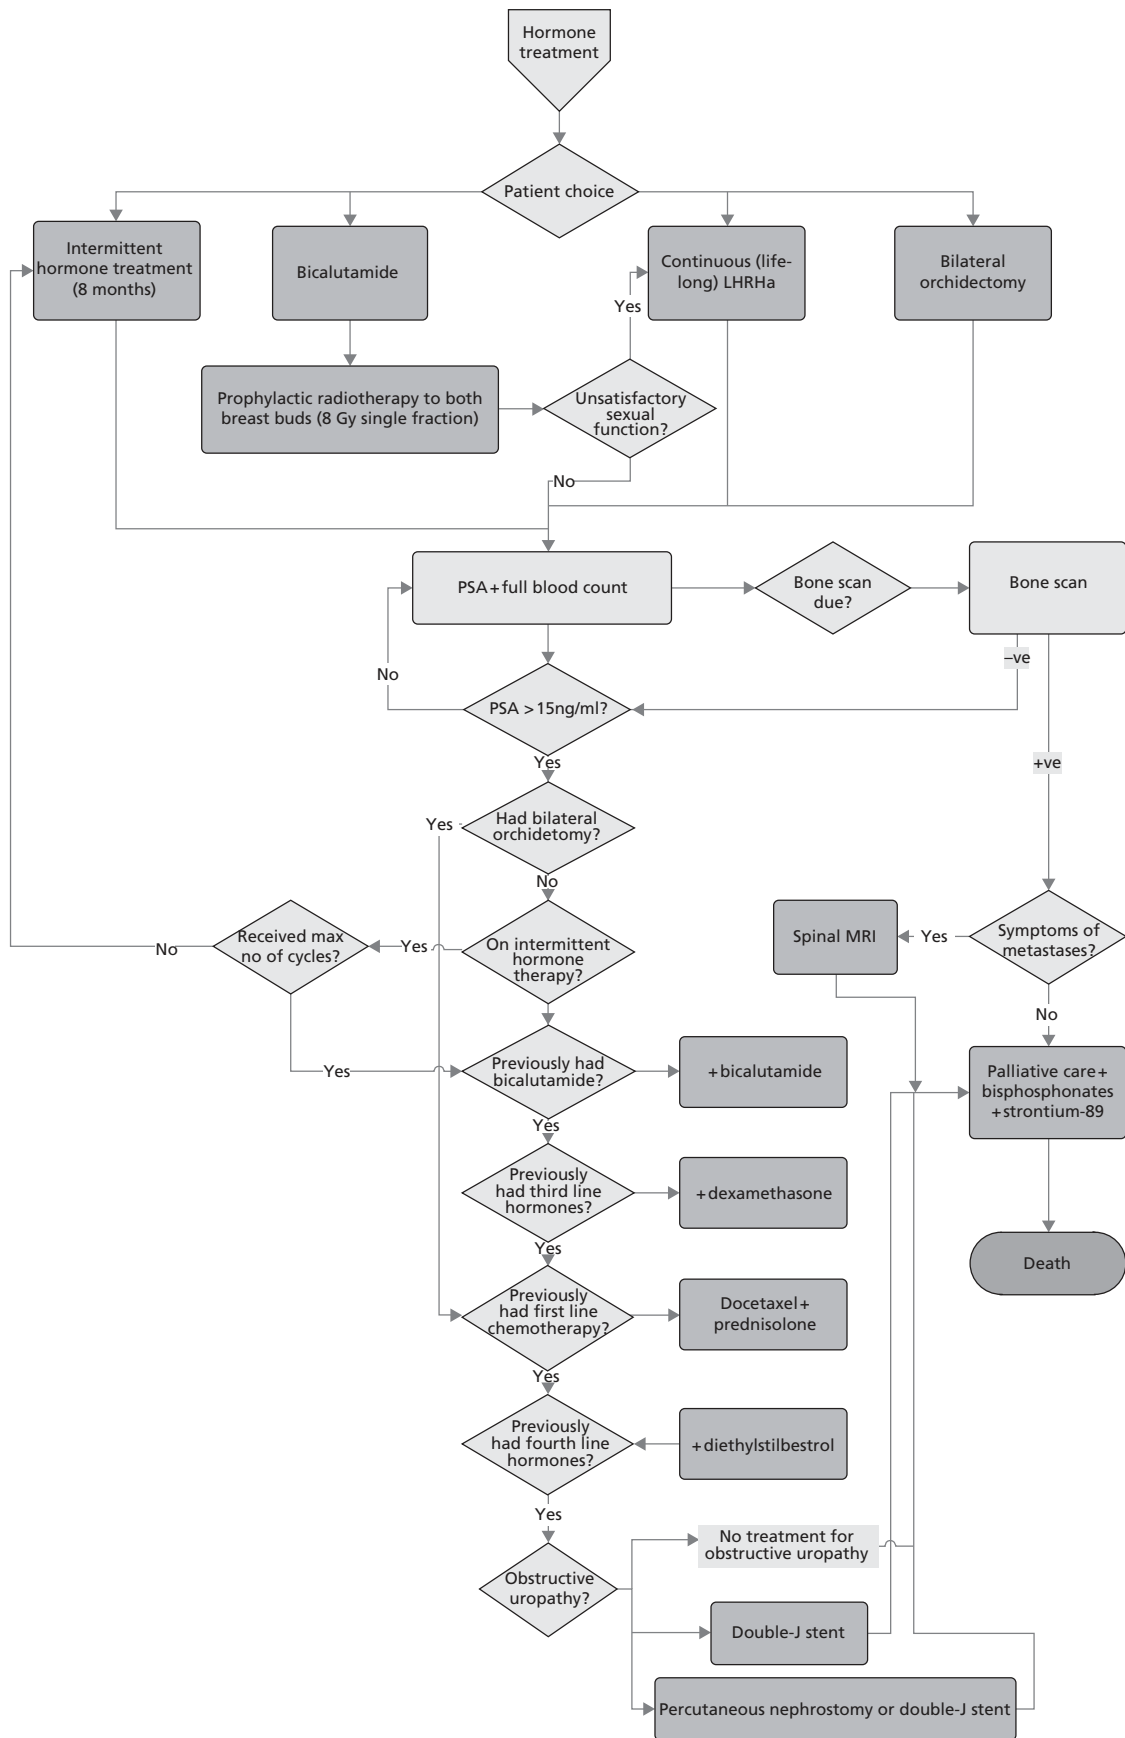 Hormone
treatment
Patient choice
Intermittent
hormone treatment
(8 months)
Bicalutamide
Continuous (life-
long) LHRHa
Bilateral
orchidectomy
Yes
Prophylactic radiotherapy to both
breast buds (8 Gy single fraction)
Unsatisfactory
sexual
function?
No
PSA+full blood count
Bone scan
due?
Bone scan
–ve
No
PSA >15ng/ml?
Yes
+ve
Yes
Had bilateral
orchidetomy?
No
Received max
no of cycles?
No
Yes
On intermittent
hormone
therapy?
Spinal MRI
Yes
Symptoms of
metastases?
No
Yes
Previously had
bicalutamide?
+bicalutamide
Palliative care+
bisphosphonates
+strontium-89
Yes
Previously
had third line
hormones?
+dexamethasone
Yes
Death
Previously
had first line
chemotherapy?
Docetaxel+
prednisolone
Yes
Previously
had fourth line
hormones?
+diethylstilbestrol
Yes
No treatment for
obstructive uropathy
Obstructive
uropathy?
Double-J stent
Percutaneous nephrostomy or double-J stent